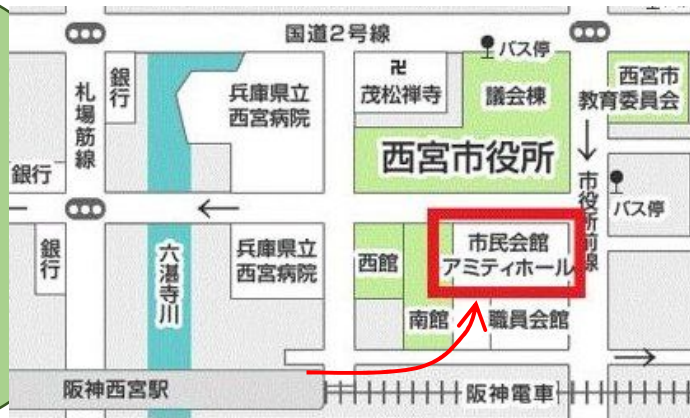 国道2号線
バス停
札場筋線
銀行
兵庫県立
西宮病院
卍
茂松禅寺
議会棟
西宮市
教育委員会
西宮市役所
銀行
市役所前線
バス停
銀行
六湛寺川
兵庫県立
西宮病院
西館
市民会館
アミティホール
南館
職員会館
阪神西宮駅
阪神電車